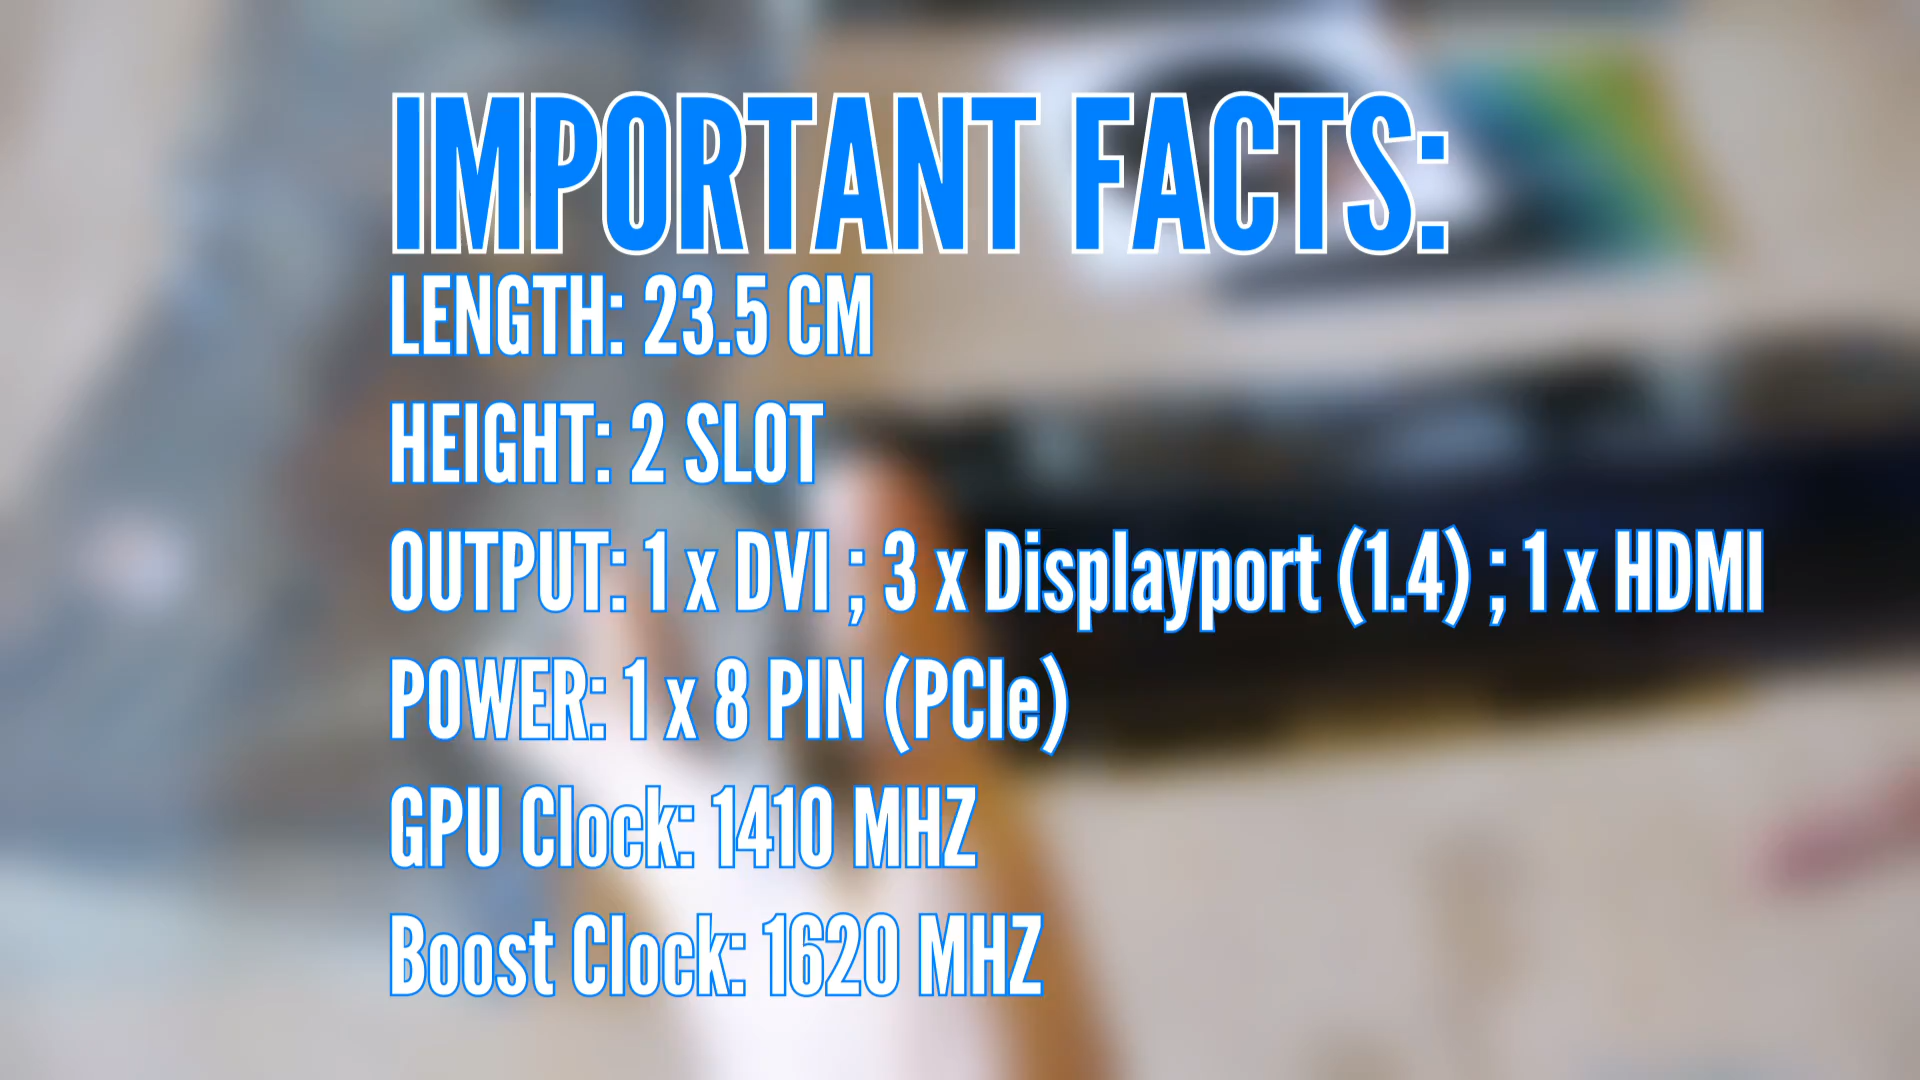 IMPORTANT FACTS:
LENGTH: 23.5 CM
HEIGHT: 2 SLOT
OUTPUT: 1 x DVI ; 3 x Displayport (1.4) ; 1 x HDMI
POWER: 1 x 8 PIN (PCIe)
GPU Clock: 1410 MHZ
Boost Clock: 1620 MHZ